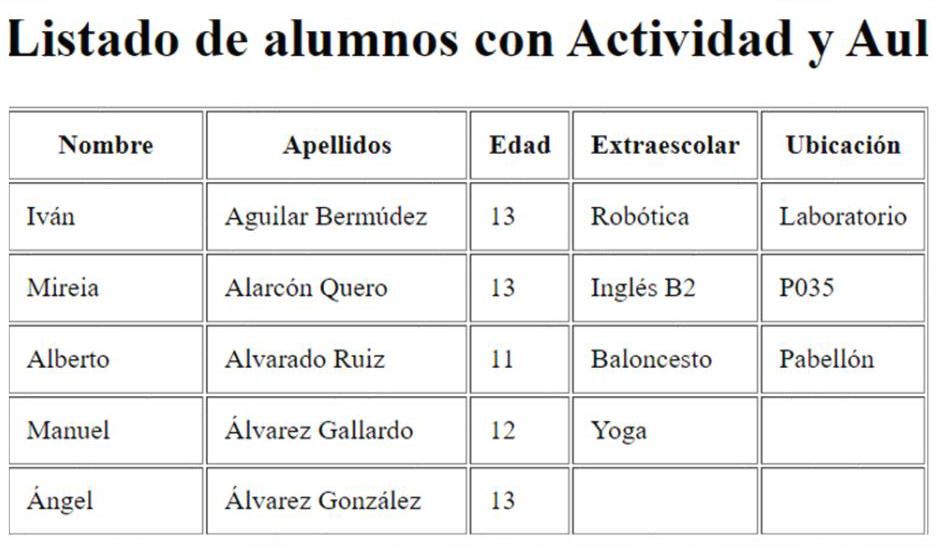 Listado de alumnos con Actividad y Aul
Nombre Apellidos Edad Extraescolar Ubicación
Iván Aguilar Bermúdez 13 Robótica Laboratorio
Mireia Alarcón Quero 13 Inglés B2 P035
Alberto Alvarado Ruiz 11 Baloncesto Pabellón
Manuel Álvarez Gallardo 12 Yoga
Ángel Álvarez González 13